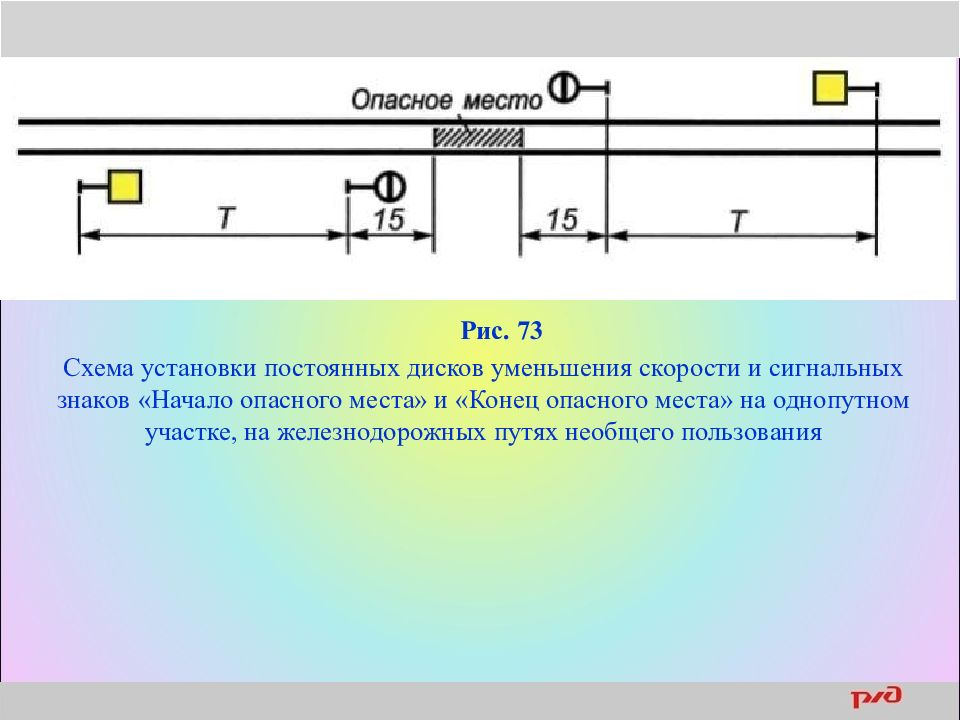 Опасное место
Т
15
15
Т
Рис. 73
Схема установки постоянных дисков уменьшения скорости и сигнальных
знаков «Начало опасного места» и «Конец опасного места» на однопутном
участке, на железнодорожных путях необщего пользования
ржд